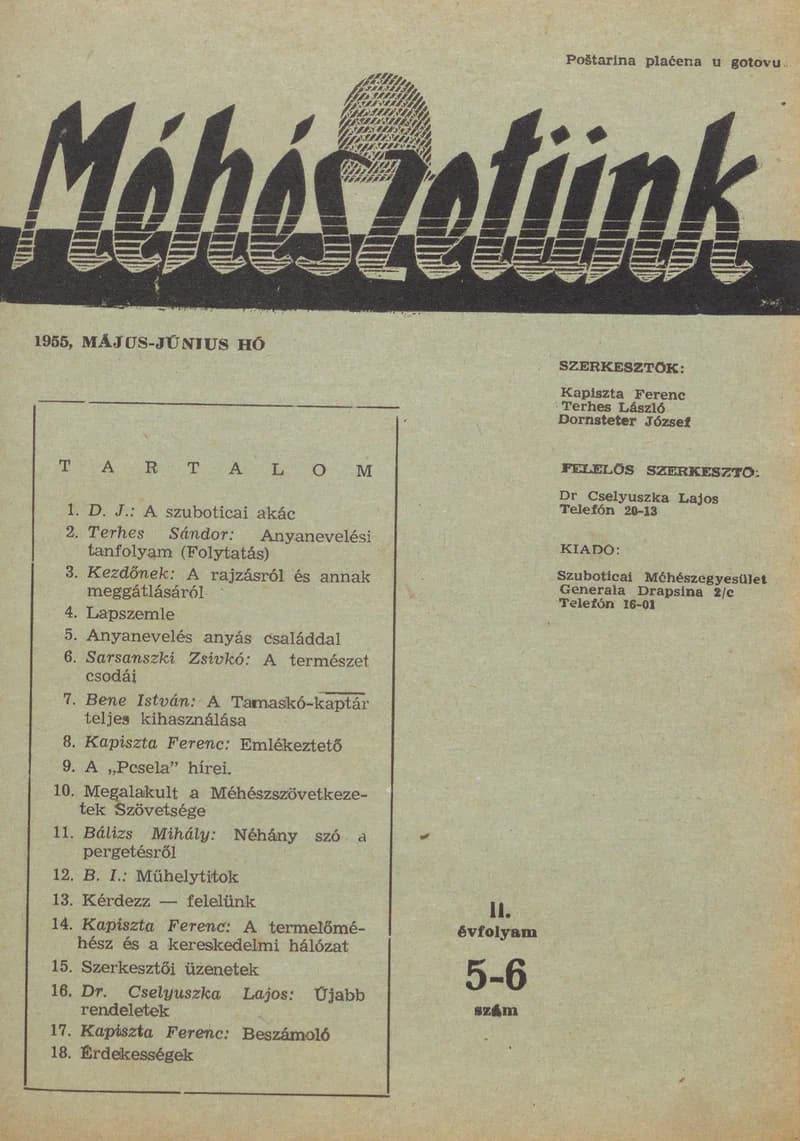 Poštarina plaćena u gotovu.
Méhészetünk
1955, MÁJUS-JÚNIUS HÓ
SZERKESZTŐK:
Kapiszta Ferenc
Terhes László
Dornsteter József
FELELŐS SZERKESZTŐ:
Dr Cselyuszka Lajos
Telefón 20-13
KIADÓ:
Szuboticai Méhészegyesület
Generala Drapsina 2/c
Telefón 16-01
TARTALOM
1. D. J.: A szuboticai akác
2. Terhes Sándor: Anyanevelési
tanfolyam (Folytatás)
3. Kezdőnek: A rajzásról és annak
meggátlásáról
4. Lapszemle
5. Anyanevelés anyás családdal
6. Sarsanszki Zsivkó: A természet
csodái
7. Bene István: A Tamaskó-kaptár
teljes kihasználása
8. Kapiszta Ferenc: Emlékeztető
9. A „Pcsela” hírei.
10. Megalakult a Méhészszövetkeze-
tek Szövetsége
11. Bálizs Mihály: Néhány szó a
pergetésről
12. B. I.: Műhelytitok
13. Kérdezz — felelünk
14. Kapiszta Ferenc: A termelőmé-
hész és a kereskedelmi hálózat
15. Szerkesztői üzenetek
16. Dr. Cselyuszka Lajos: Újabb
rendeletek
17. Kapiszta Ferenc: Beszámoló
18. Érdekességek
II.
évfolyam
5-6
szám